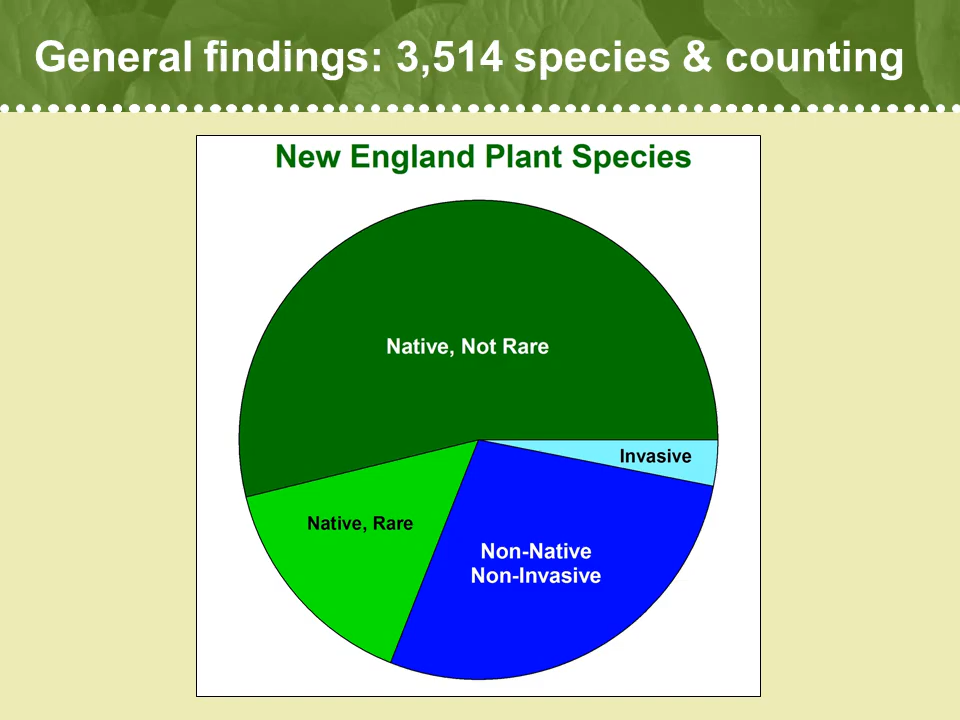 General findings: 3,514 species & counting
New England Plant Species
Native, Not Rare
Invasive
Native, Rare
Non-Native
Non-Invasive